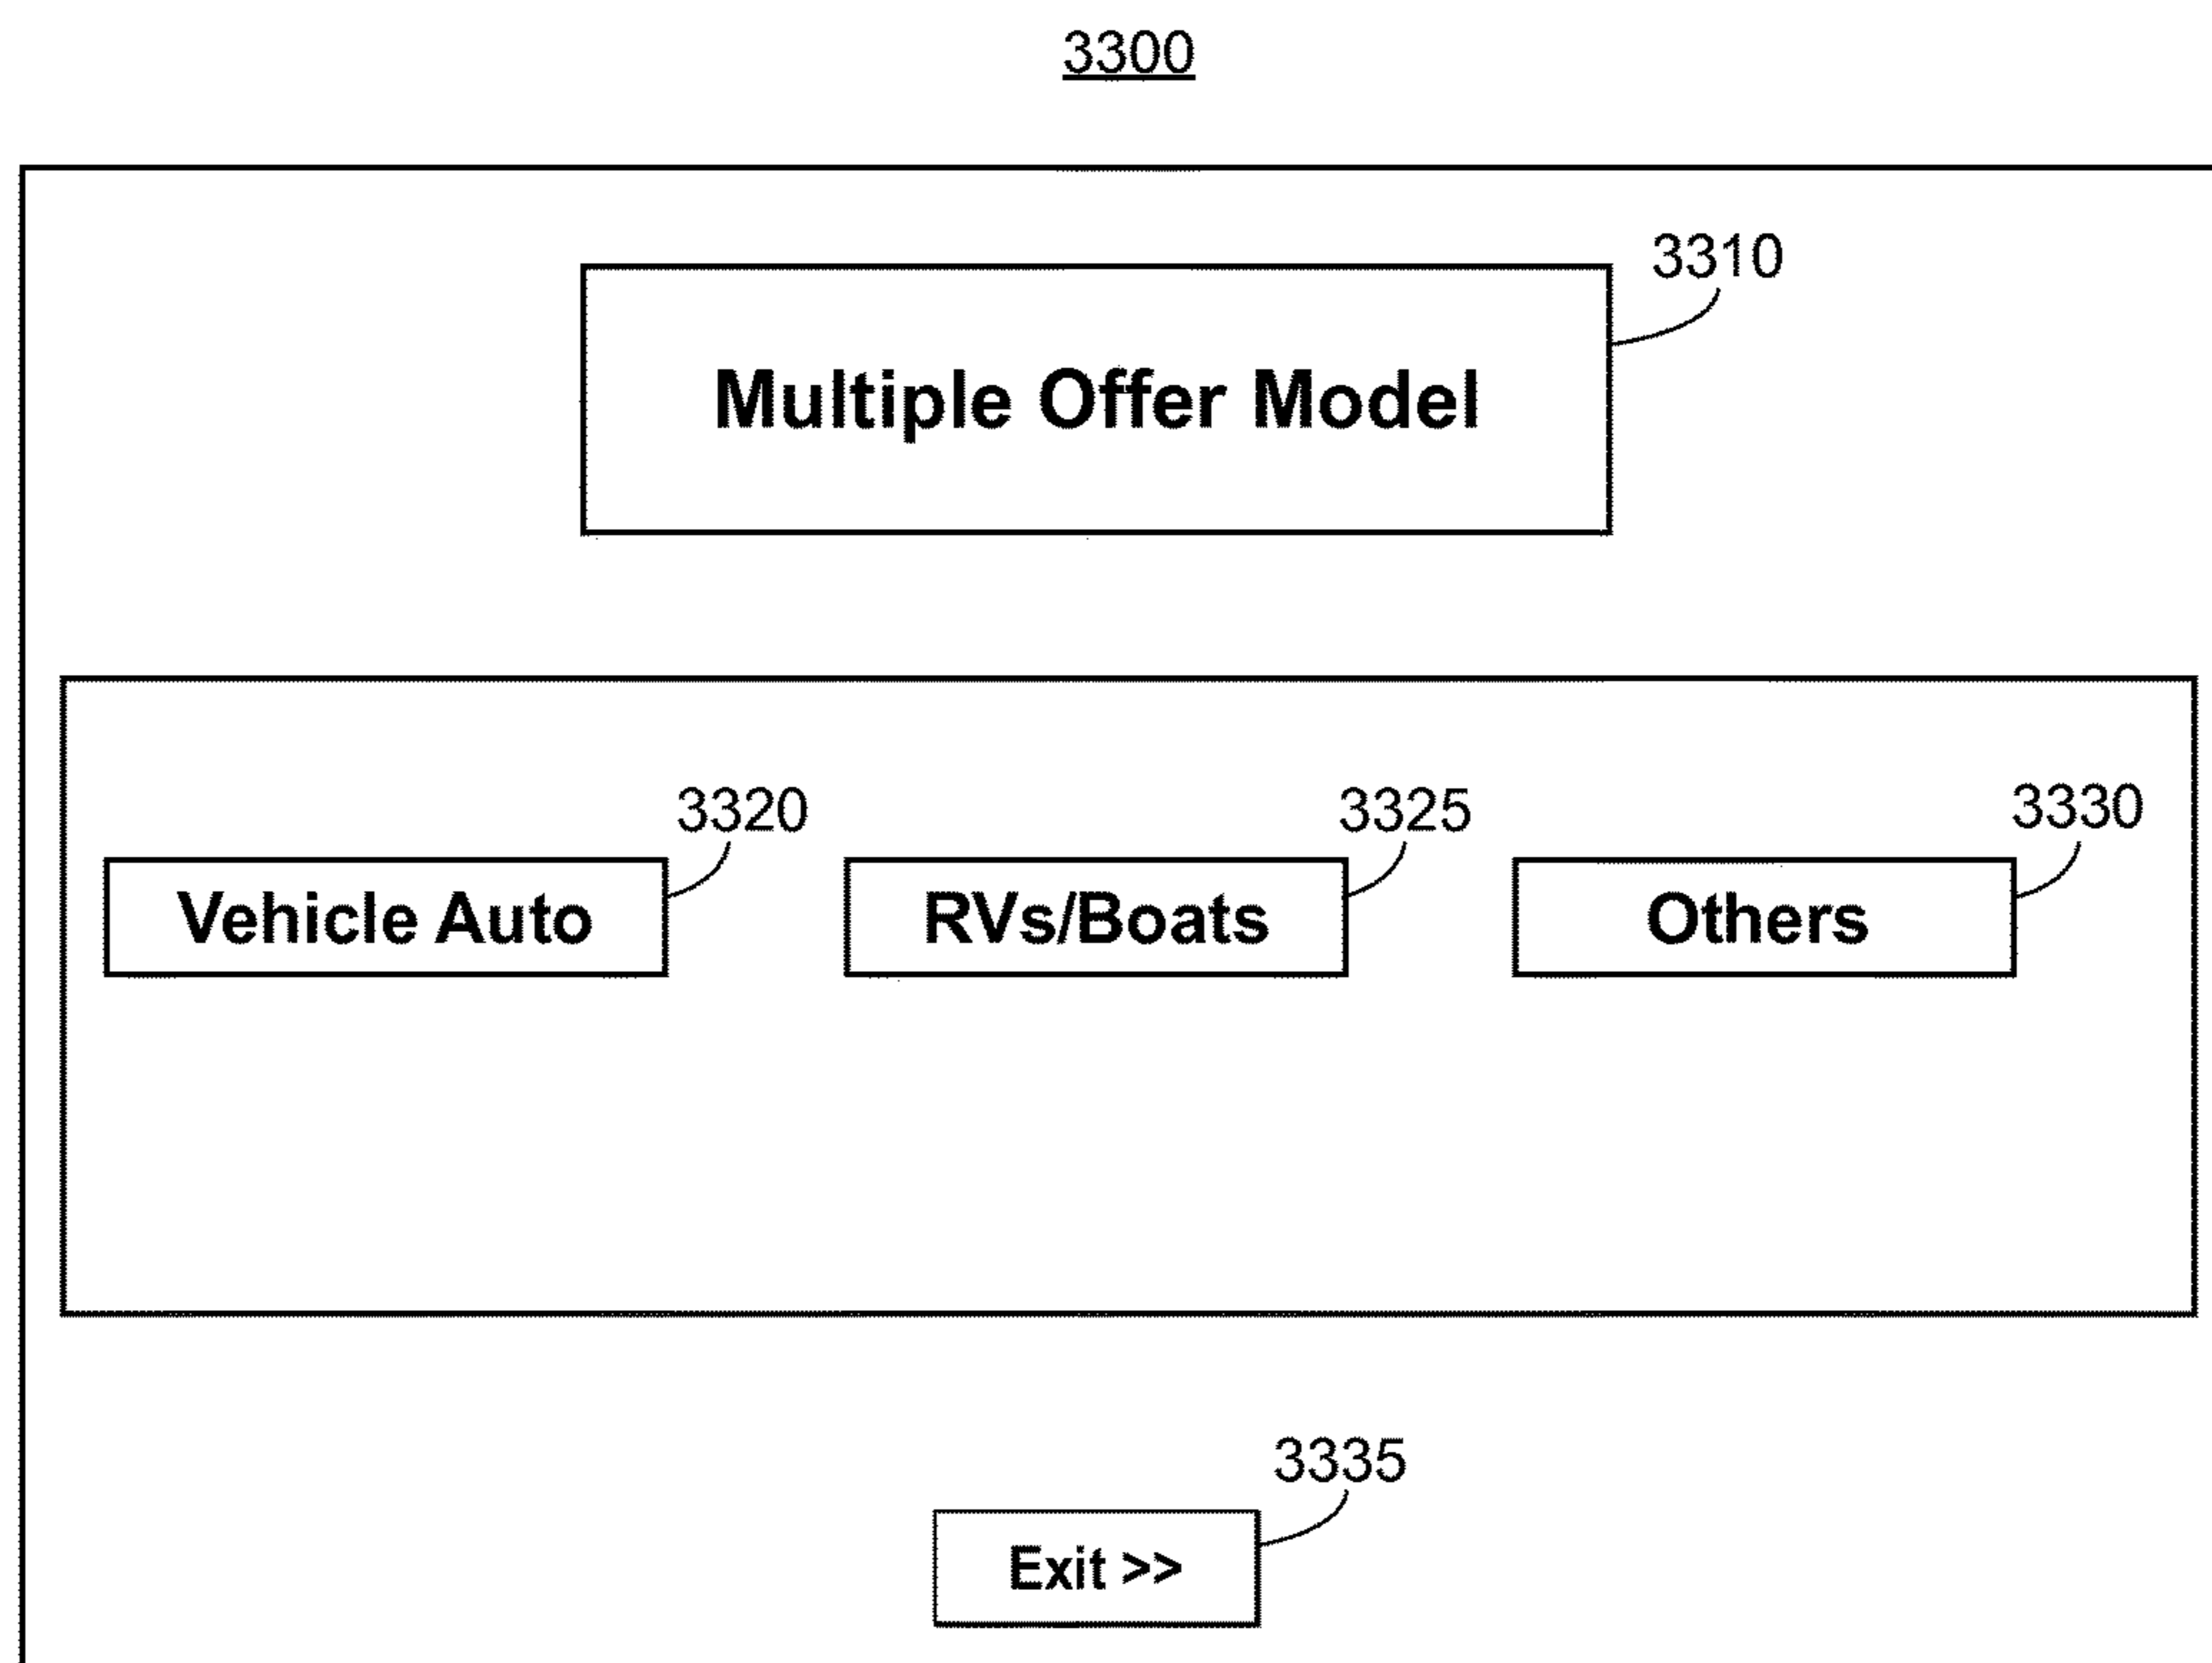 3300
3310
Multiple Offer Model
3320
3325
3330
Vehicle Auto
RVs/Boats
Others
3335
Exit >>